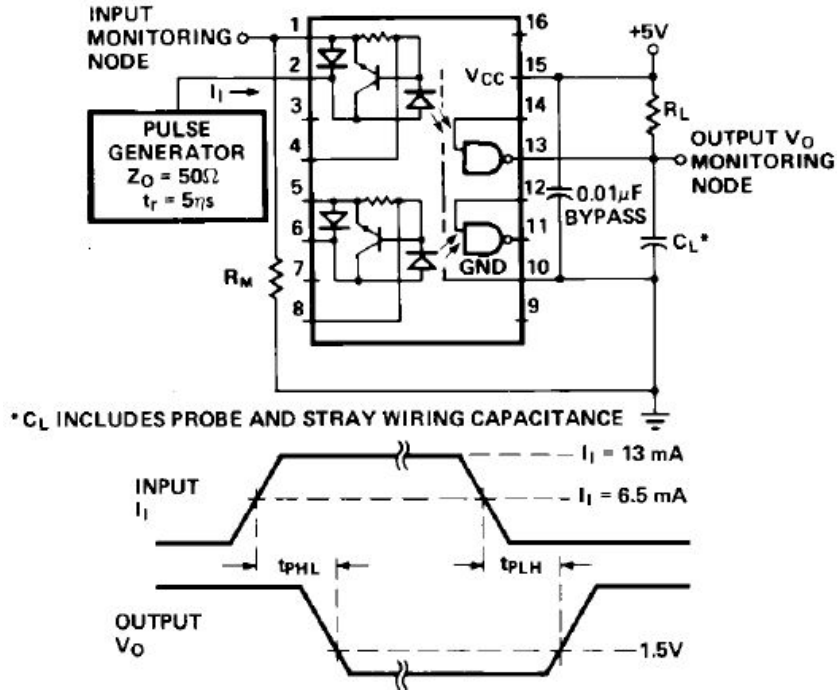 INPUT
MONITORING
NODE
1
2
3
4
5
6
7
8
16
15
14
13
12
11
10
9
VCC
GND
I_I →
PULSE
GENERATOR
Z_O = 50Ω
t_r = 5ηs
R_M
+5V
R_L
OUTPUT V_O
MONITORING
NODE
0.01μF
BYPASS
C_L*
*C_L INCLUDES PROBE AND STRAY WIRING CAPACITANCE
INPUT
I_I
I_I = 13 mA
I_I = 6.5 mA
t_PHL
t_PLH
OUTPUT
V_O
1.5V